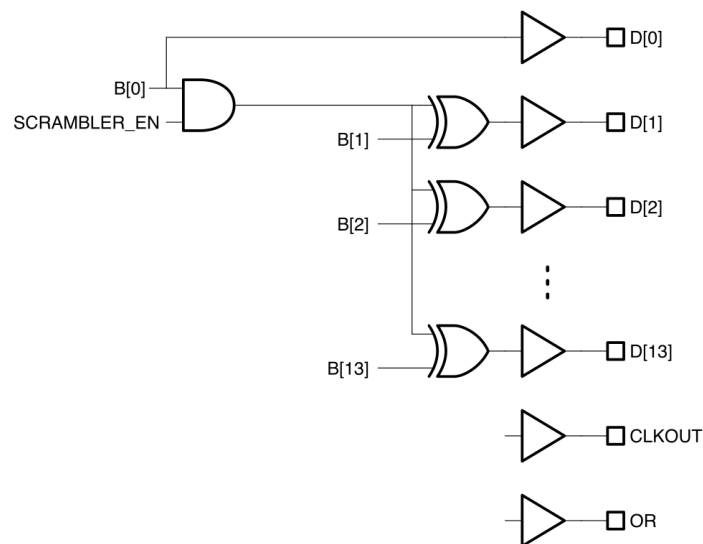 D[0]
B[0]
SCRAMBLER_EN
D[1]
B[1]
D[2]
B[2]
D[13]
B[13]
CLKOUT
OR